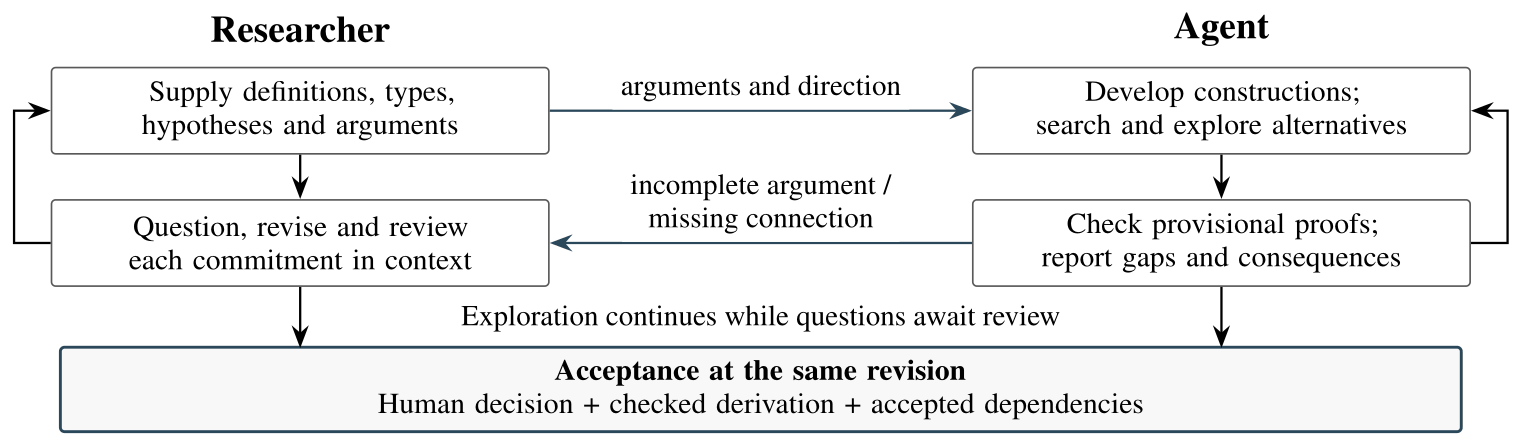 Researcher
Agent
Supply definitions, types,
hypotheses and arguments
arguments and direction
Develop constructions;
search and explore alternatives
Question, revise and review
each commitment in context
incomplete argument /
missing connection
Check provisional proofs;
report gaps and consequences
Exploration continues while questions await review
Acceptance at the same revision
Human decision + checked derivation + accepted dependencies